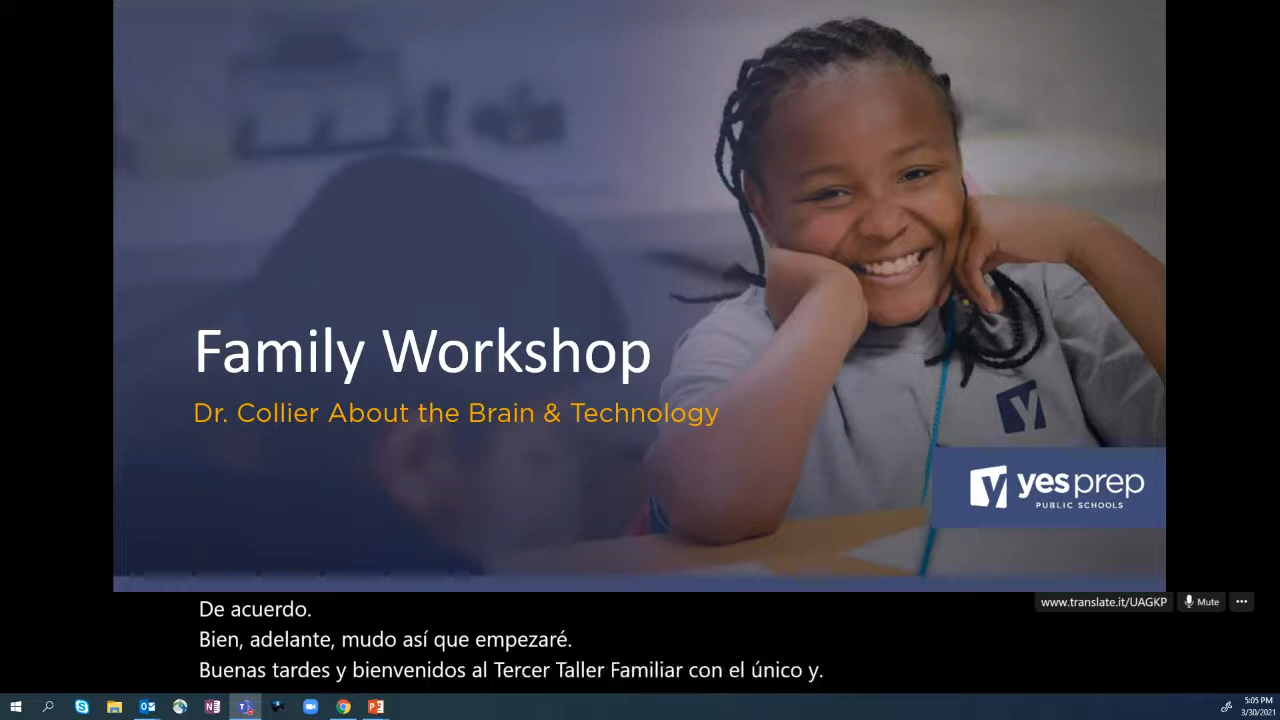 Family Workshop
Dr. Collier About the Brain & Technology
yesprep
PUBLIC SCHOOLS
www.translate.it/UAGKP
Mute
De acuerdo.
Bien, adelante, mudo así que empezaré.
Buenas tardes y bienvenidos al Tercer Taller Familiar con el único y.
5:05 PM
3/30/2021